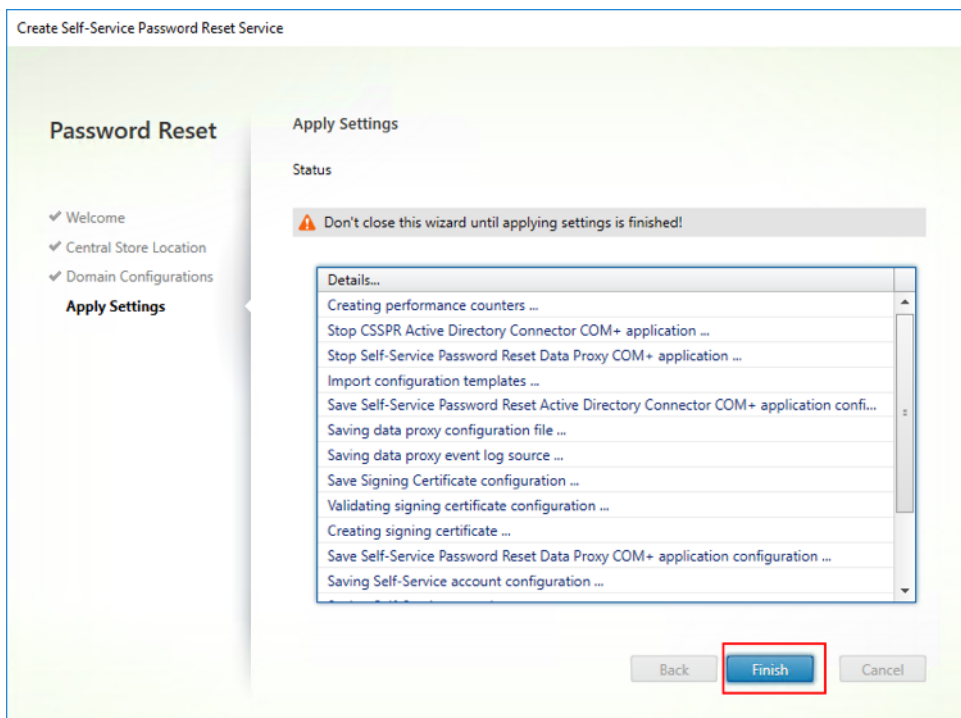 Create Self-Service Password Reset Service
Password Reset
Welcome
Central Store Location
Domain Configurations
Apply Settings
Apply Settings
Status
Don't close this wizard until applying settings is finished!
Details...
Creating performance counters ...
Stop CSSPR Active Directory Connector COM+ application ...
Stop Self-Service Password Reset Data Proxy COM+ application ...
Import configuration templates ...
Save Self-Service Password Reset Active Directory Connector COM+ application confi...
Saving data proxy configuration file ...
Saving data proxy event log source ...
Save Signing Certificate configuration ...
Validating signing certificate configuration ...
Creating signing certificate ...
Save Self-Service Password Reset Data Proxy COM+ application configuration ...
Saving Self-Service account configuration ...
Back
Finish
Cancel